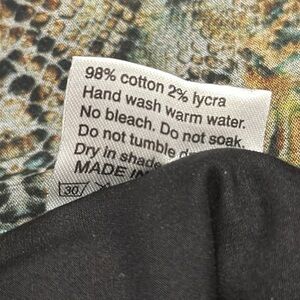 98% cotton 2% lycra
Hand wash warm water.
No bleach. Do not soak.
Do not tumble
Dry in shade
MADE IN
30